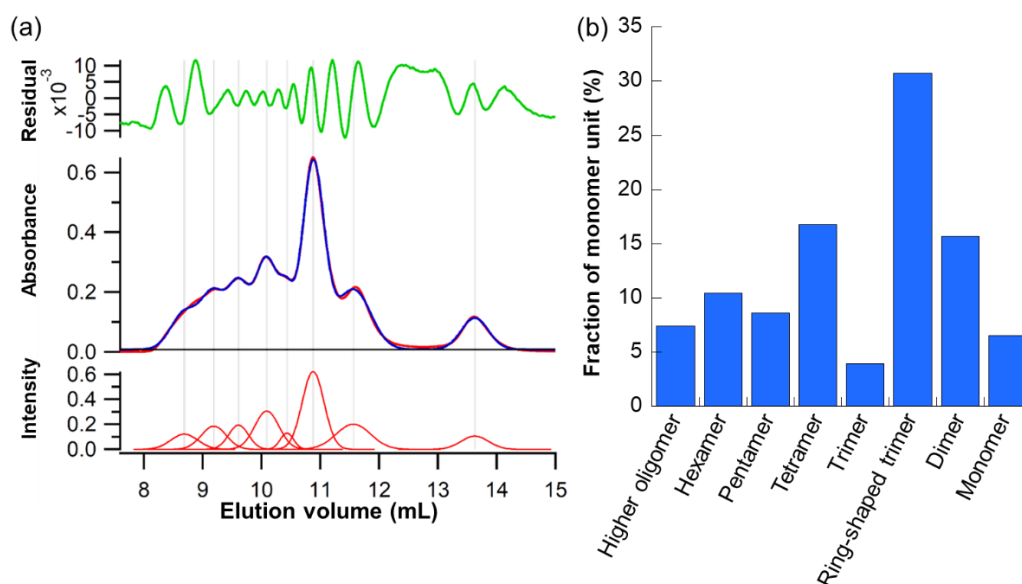 (a)
Residual
x10⁻³
10
5
0
-5
-10
Absorbance
0.6
0.4
0.2
0.0
Intensity
0.6
0.4
0.2
0.0
8 9 10 11 12 13 14 15
Elution volume (mL)
(b)
Fraction of monomer unit (%)
35
30
25
20
15
10
5
0
Higher oligomer
Hexamer
Pentamer
Tetramer
Trimer
Ring-shaped trimer
Dimer
Monomer